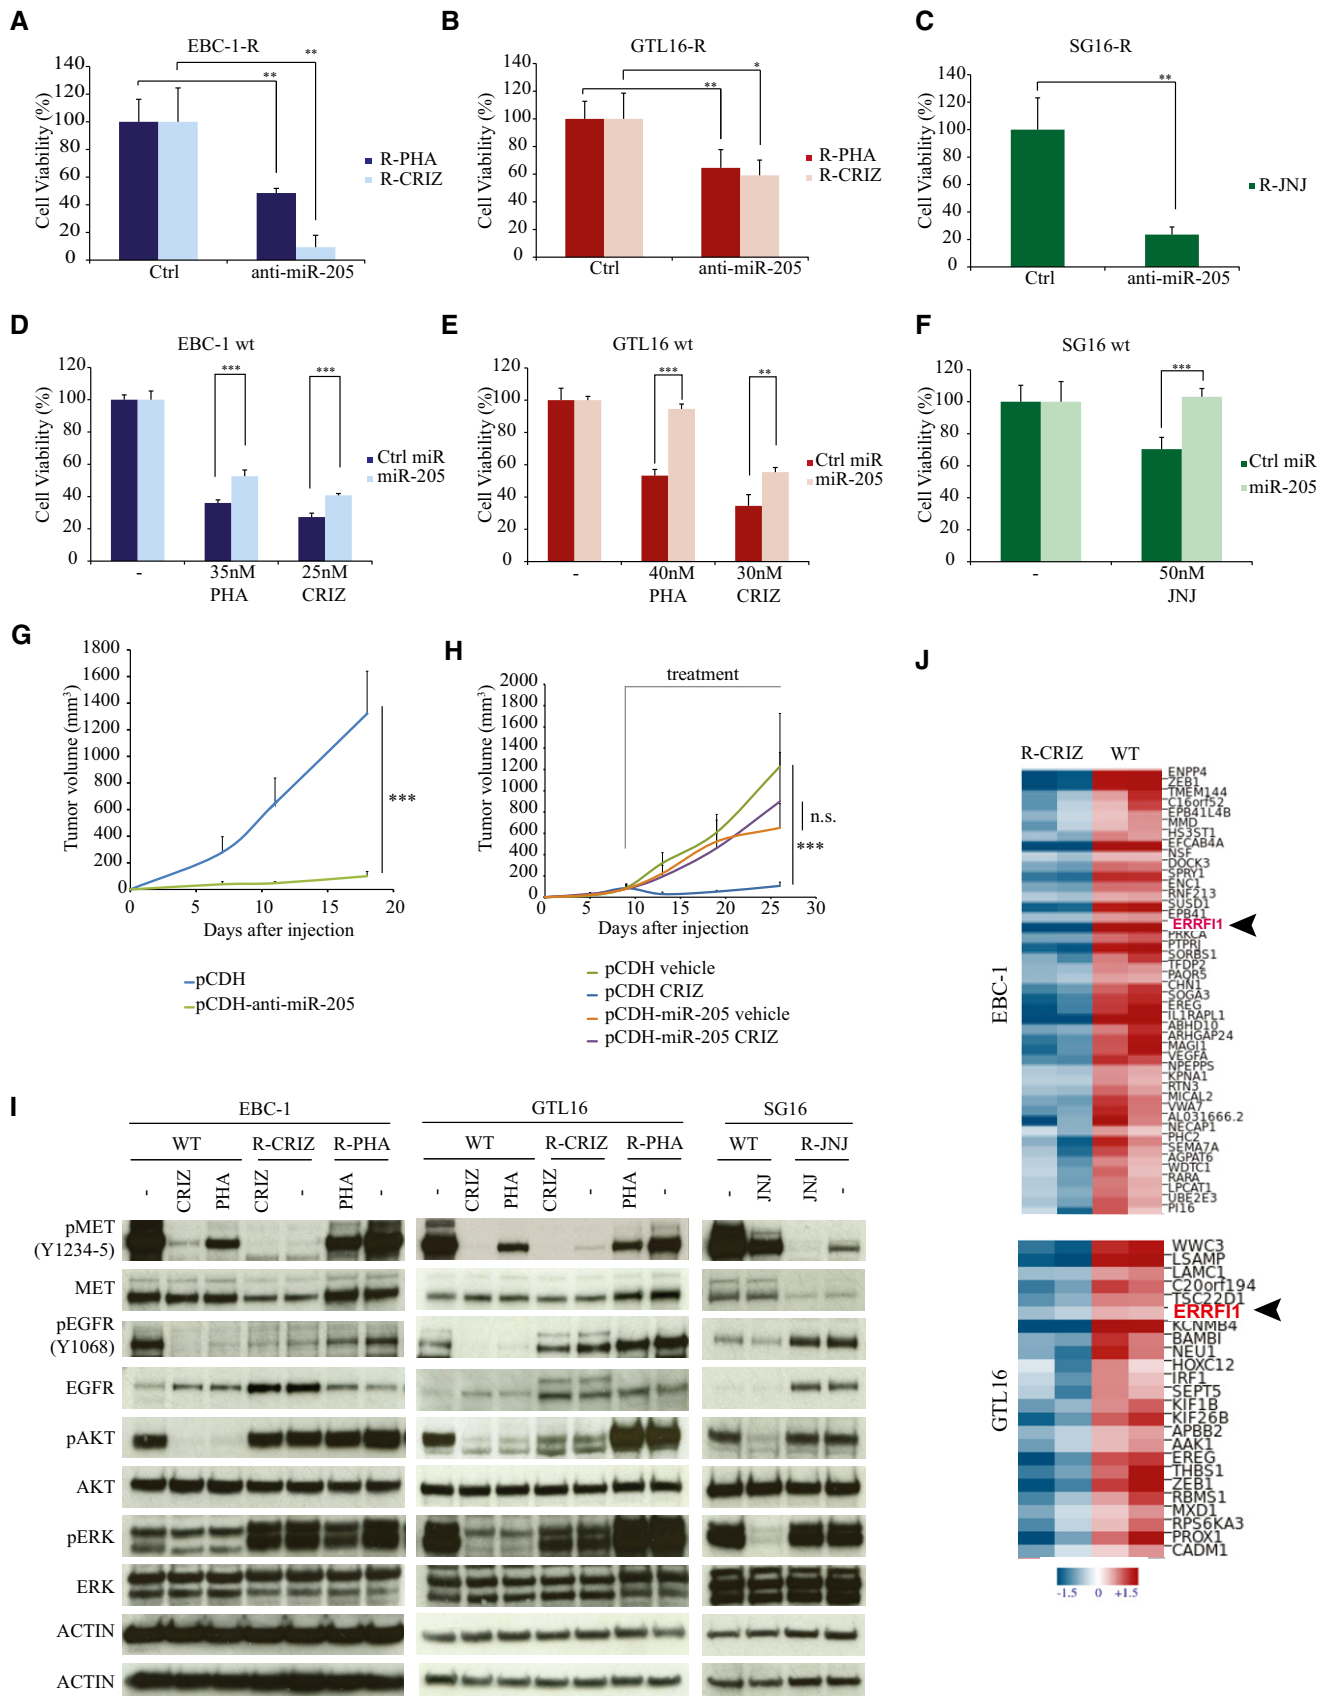 A
EBC-1-R
**
**
Cell Viability (%)
140
120
100
80
60
40
20
0
Ctrl
anti-miR-205
R-PHA
R-CRIZ
B
GTL16-R
*
**
Cell Viability (%)
140
120
100
80
60
40
20
0
Ctrl
anti-miR-205
R-PHA
R-CRIZ
C
SG16-R
**
Cell Viability (%)
140
120
100
80
60
40
20
0
Ctrl
anti-miR-205
R-JNJ
D
EBC-1 wt
***
***
Cell Viability (%)
120
100
80
60
40
20
0
-
35nM
PHA
25nM
CRIZ
Ctrl miR
miR-205
E
GTL16 wt
***
**
Cell Viability (%)
120
100
80
60
40
20
0
-
40nM
PHA
30nM
CRIZ
Ctrl miR
miR-205
F
SG16 wt
***
Cell Viability (%)
120
100
80
60
40
20
0
-
50nM
JNJ
Ctrl miR
miR-205
G
Tumor volume (mm³)
1800
1600
1400
1200
1000
800
600
400
200
0
0 5 10 15 20
Days after injection
***
pCDH
pCDH-anti-miR-205
H
treatment
Tumor volume (mm³)
2000
1800
1600
1400
1200
1000
800
600
400
200
0
0 5 10 15 20 25 30
Days after injection
n.s.
***
pCDH vehicle
pCDH CRIZ
pCDH-miR-205 vehicle
pCDH-miR-205 CRIZ
I
EBC-1
WT R-CRIZ R-PHA
- CRIZ PHA CRIZ - PHA -
GTL16
WT R-CRIZ R-PHA
- CRIZ PHA CRIZ - PHA -
SG16
WT R-JNJ
- JNJ JNJ -
pMET
(Y1234-5)
MET
pEGFR
(Y1068)
EGFR
pAKT
AKT
pERK
ERK
ACTIN
ACTIN
J
R-CRIZ WT
EBC-1
ENPP4
ZEB1
TMEM144
C16orf52
EPB41L4B
MMD
HS3ST1
EFCAB4A
NSF
DOCK3
SPRY1
ENC1
RNF213
SUSD1
EPB41
ERRFI1
PRKCA
PTPRJ
SORBS1
TFDP2
PAQR5
CHN1
SOGA3
EREG
IL1RAPL1
ABHD10
ARHGAP24
MAGI1
VEGFA
NPEPPS
KPNA1
RTN3
MICAL2
VWA7
AL031666.2
NECAP1
PHC2
SEMA7A
AGPAT6
WDTC1
RARA
LPCAT1
UBE2E3
PI16
GTL16
WWC3
LSAMP
LAMC1
C20orf194
TSC22D1
ERRFI1
KCNMB4
BAMBI
NEU1
HOXC12
IRF1
SEPT5
KIF1B
KIF26B
APBB2
AAK1
EREG
THBS1
ZEB1
RBMS1
MXD1
RPS6KA3
PROX1
CADM1
-1.5 0 +1.5